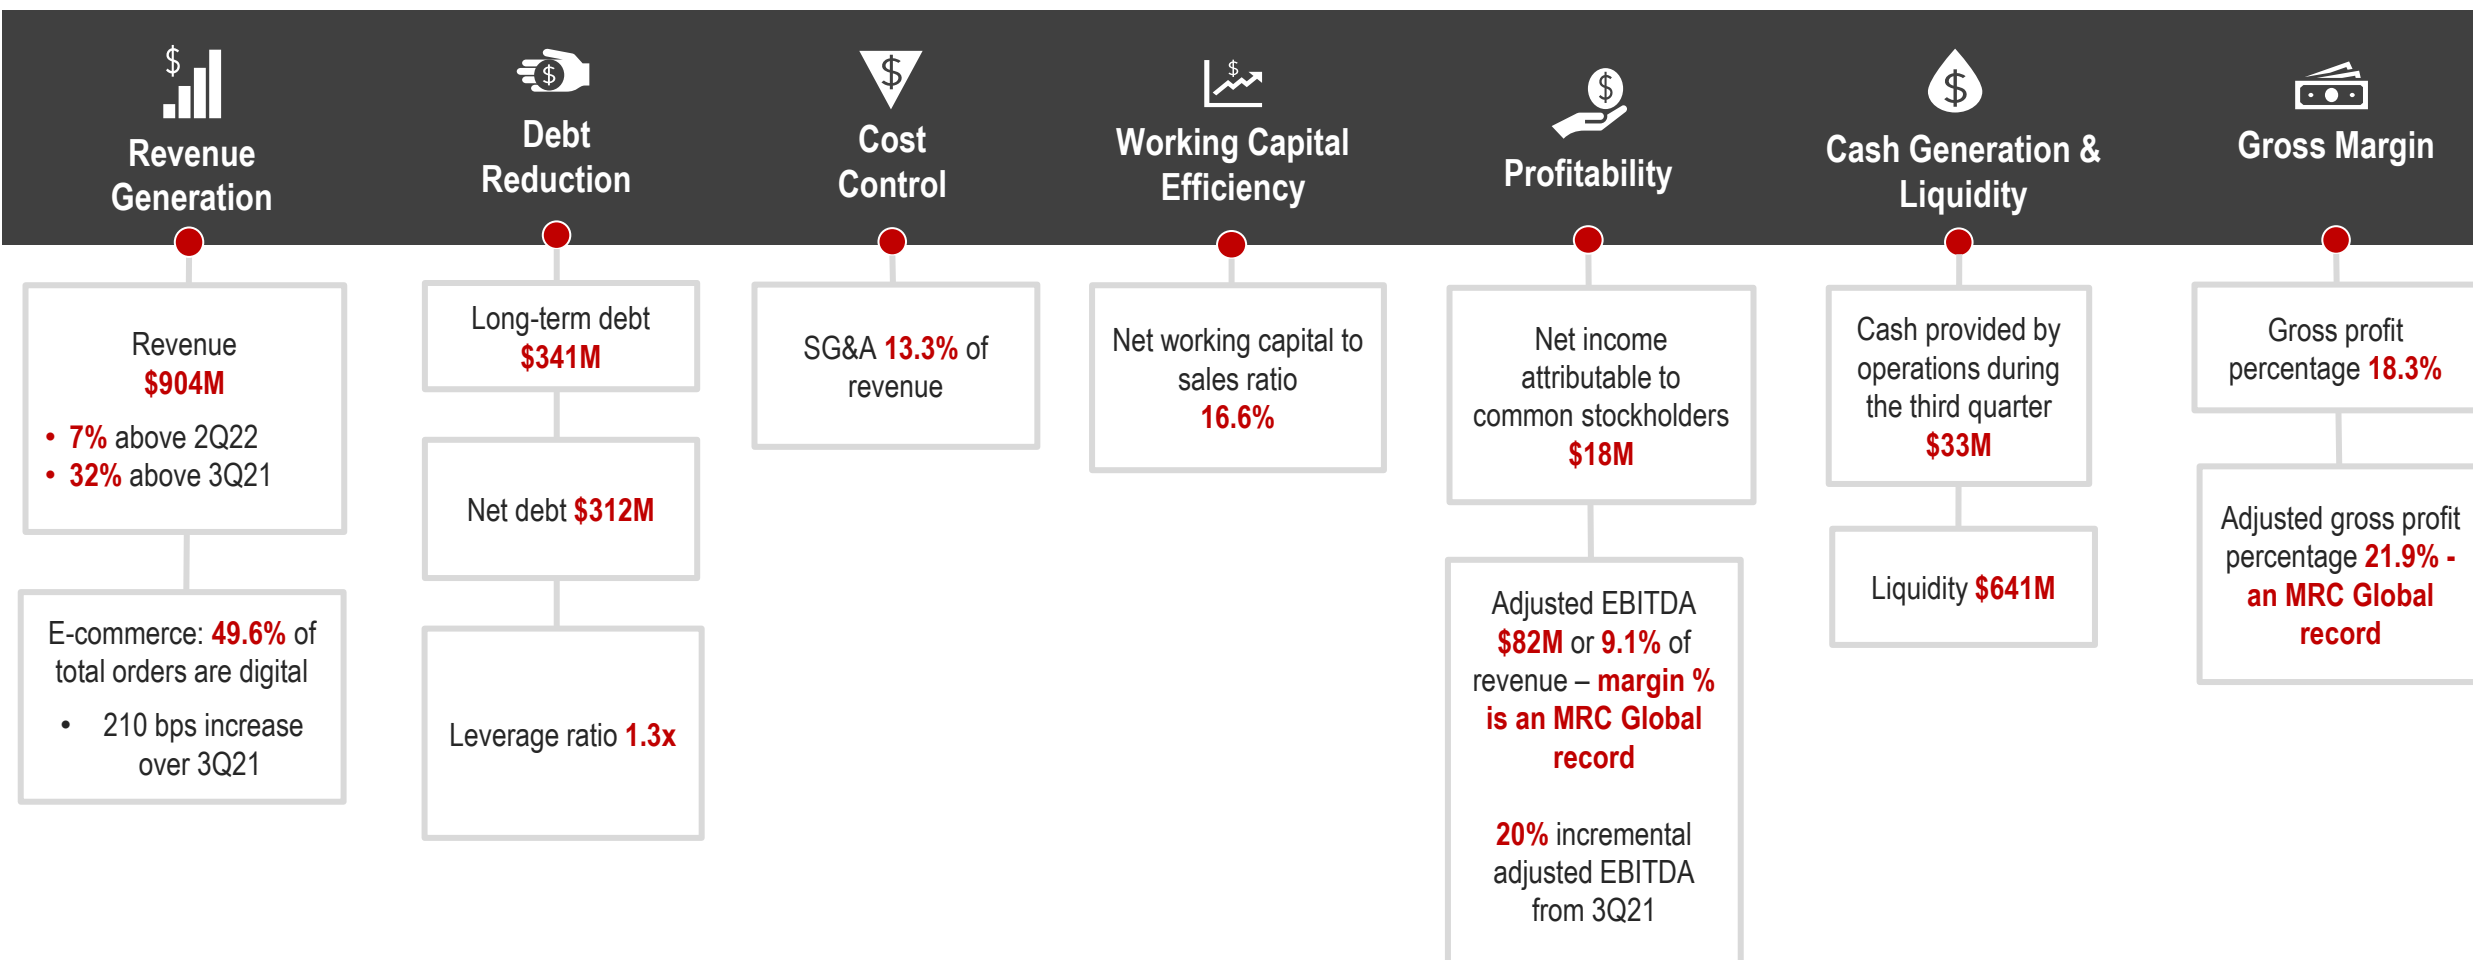 Revenue
Generation
Revenue
$904M
• 7% above 2Q22
• 32% above 3Q21
E-commerce: 49.6% of
total orders are digital
• 210 bps increase
over 3Q21
Debt
Reduction
Long-term debt
$341M
Net debt $312M
Leverage ratio 1.3x
Cost
Control
SG&A 13.3% of
revenue
Working Capital
Efficiency
Net working capital to
sales ratio
16.6%
Profitability
Net income
attributable to
common stockholders
$18M
Adjusted EBITDA
$82M or 9.1% of
revenue – margin %
is an MRC Global
record
20% incremental
adjusted EBITDA
from 3Q21
Cash Generation &
Liquidity
Cash provided by
operations during
the third quarter
$33M
Liquidity $641M
Gross Margin
Gross profit
percentage 18.3%
Adjusted gross profit
percentage 21.9% -
an MRC Global
record